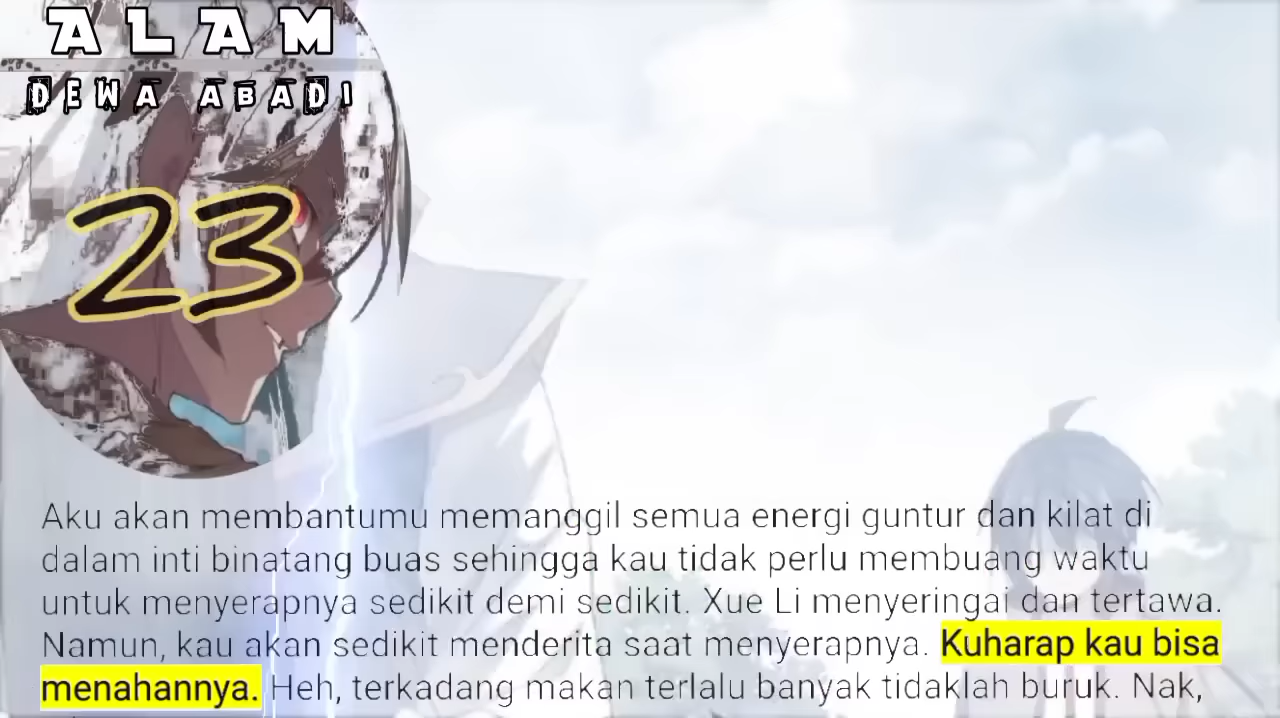 ALAM
DEWA ABADI
23
Aku akan membantumu memanggil semua energi guntur dan kilat di
dalam inti binatang buas sehingga kau tidak perlu membuang waktu
untuk menyerapnya sedikit demi sedikit. Xue Li menyeringai dan tertawa.
Namun, kau akan sedikit menderita saat menyerapnya. Kuharap kau bisa
menahannya. Heh, terkadang makan terlalu banyak tidaklah buruk. Nak,